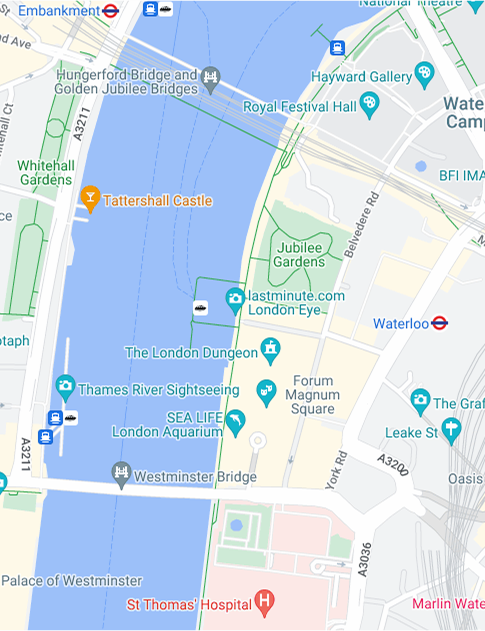 Embankment
National Theatre
Hungerford Bridge and
Golden Jubilee Bridges
Hayward Gallery
Royal Festival Hall
Wate
Camp
A3211
Whitehall
Gardens
BFI IMA
Tattershall Castle
Belvedere Rd
Jubilee
Gardens
lastminute.com
London Eye
Waterloo
The London Dungeon
Thames River Sightseeing
Forum
Magnum
Square
The Graf
SEA LIFE
London Aquarium
Leake St
A3211
York Rd
A3200
Westminster Bridge
Oasis
A3036
Palace of Westminster
St Thomas' Hospital
Marlin Wate